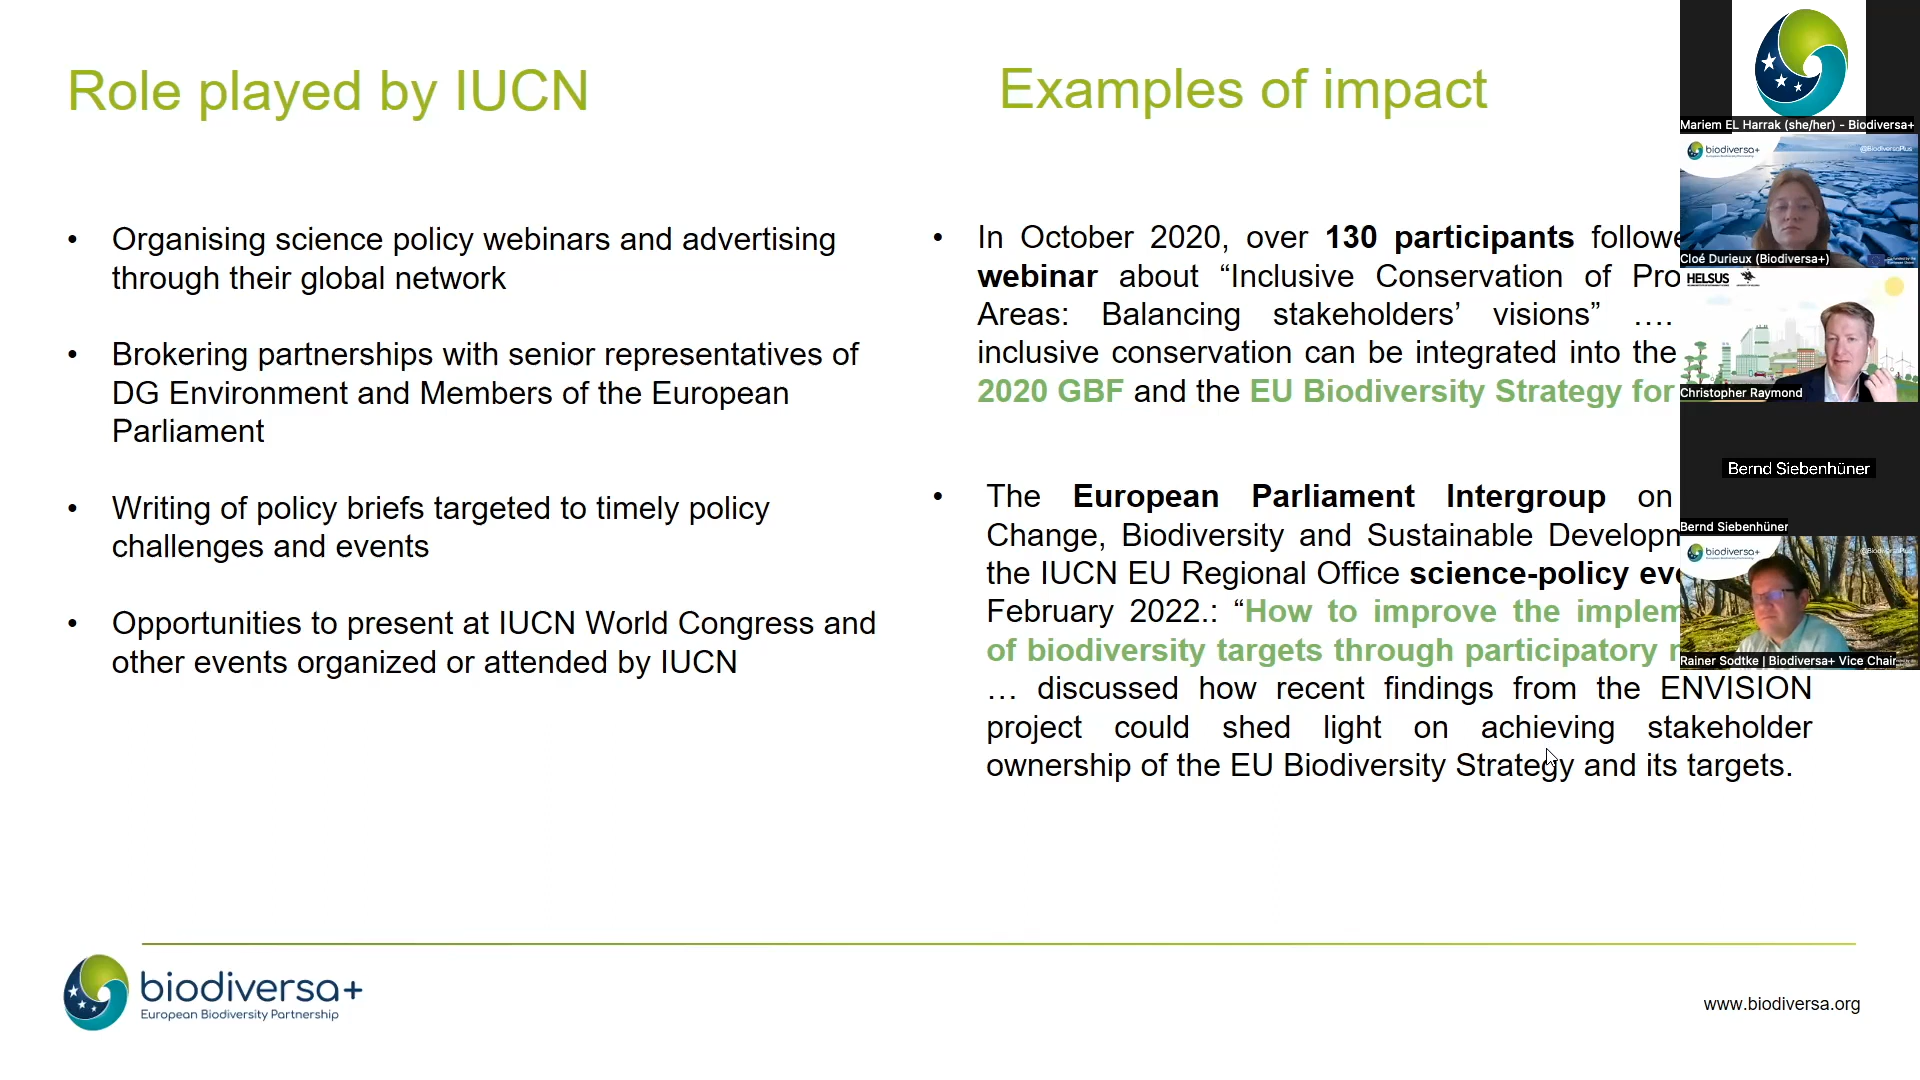 Role played by IUCN
• Organising science policy webinars and advertising
through their global network
• Brokering partnerships with senior representatives of
DG Environment and Members of the European
Parliament
• Writing of policy briefs targeted to timely policy
challenges and events
• Opportunities to present at IUCN World Congress and
other events organized or attended by IUCN
Examples of impact
• In October 2020, over 130 participants followe
webinar about “Inclusive Conservation of Pro
Areas: Balancing stakeholders’ visions” ….
inclusive conservation can be integrated into the
2020 GBF and the EU Biodiversity Strategy for
• The European Parliament Intergroup on
Change, Biodiversity and Sustainable Developm
the IUCN EU Regional Office science-policy eve
February 2022.: “How to improve the implem
of biodiversity targets through participatory
… discussed how recent findings from the ENVISION
project could shed light on achieving stakeholder
ownership of the EU Biodiversity Strategy and its targets.
Mariem EL Harrak (she/her) - Biodiversa+
biodiversa+
@BiodiversaPlus
Cloé Durieux (Biodiversa+)
HELSUS
Christopher Raymond
Bernd Siebenhüner
Bernd Siebenhüner
biodiversa+
Rainer Sodtke | Biodiversa+ Vice Chair
biodiversa+
European Biodiversity Partnership
www.biodiversa.org